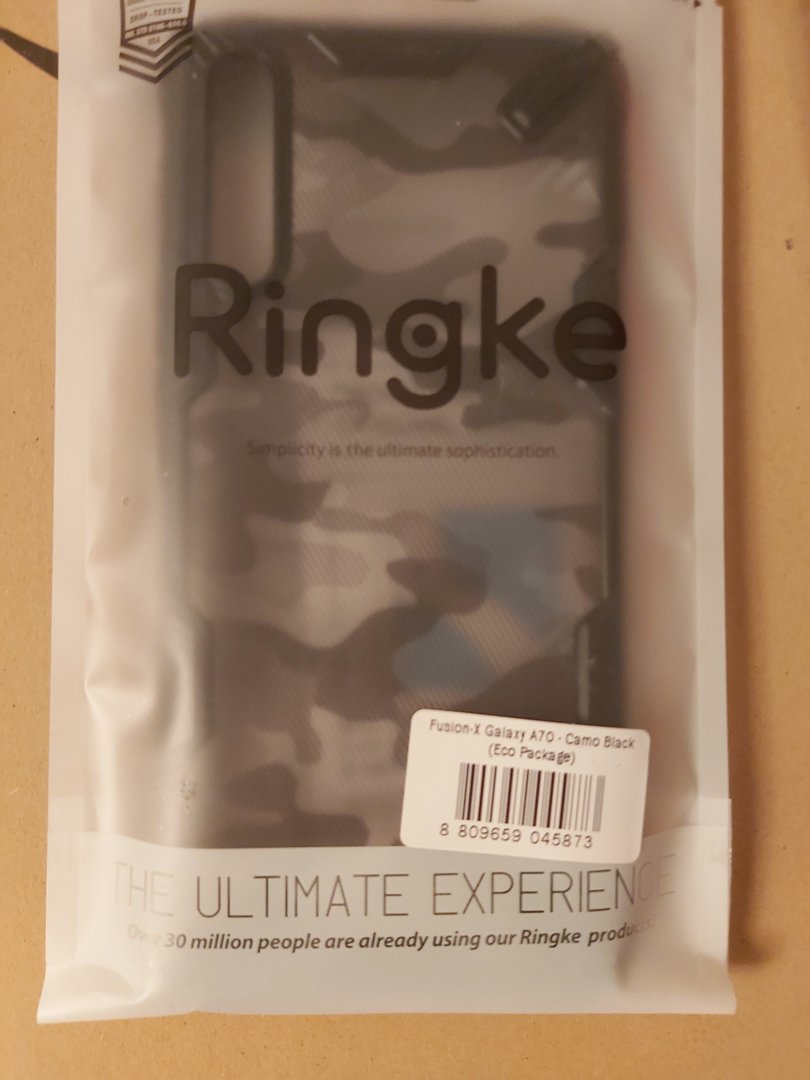 DROP-TESTED
Ringke
Simplicity is the ultimate sophistication.
Fusion-X Galaxy A70 - Camo Black
(Eco Package)
8 809659 045873
THE ULTIMATE EXPERIENCE
Over 30 million people are already using our Ringke products!